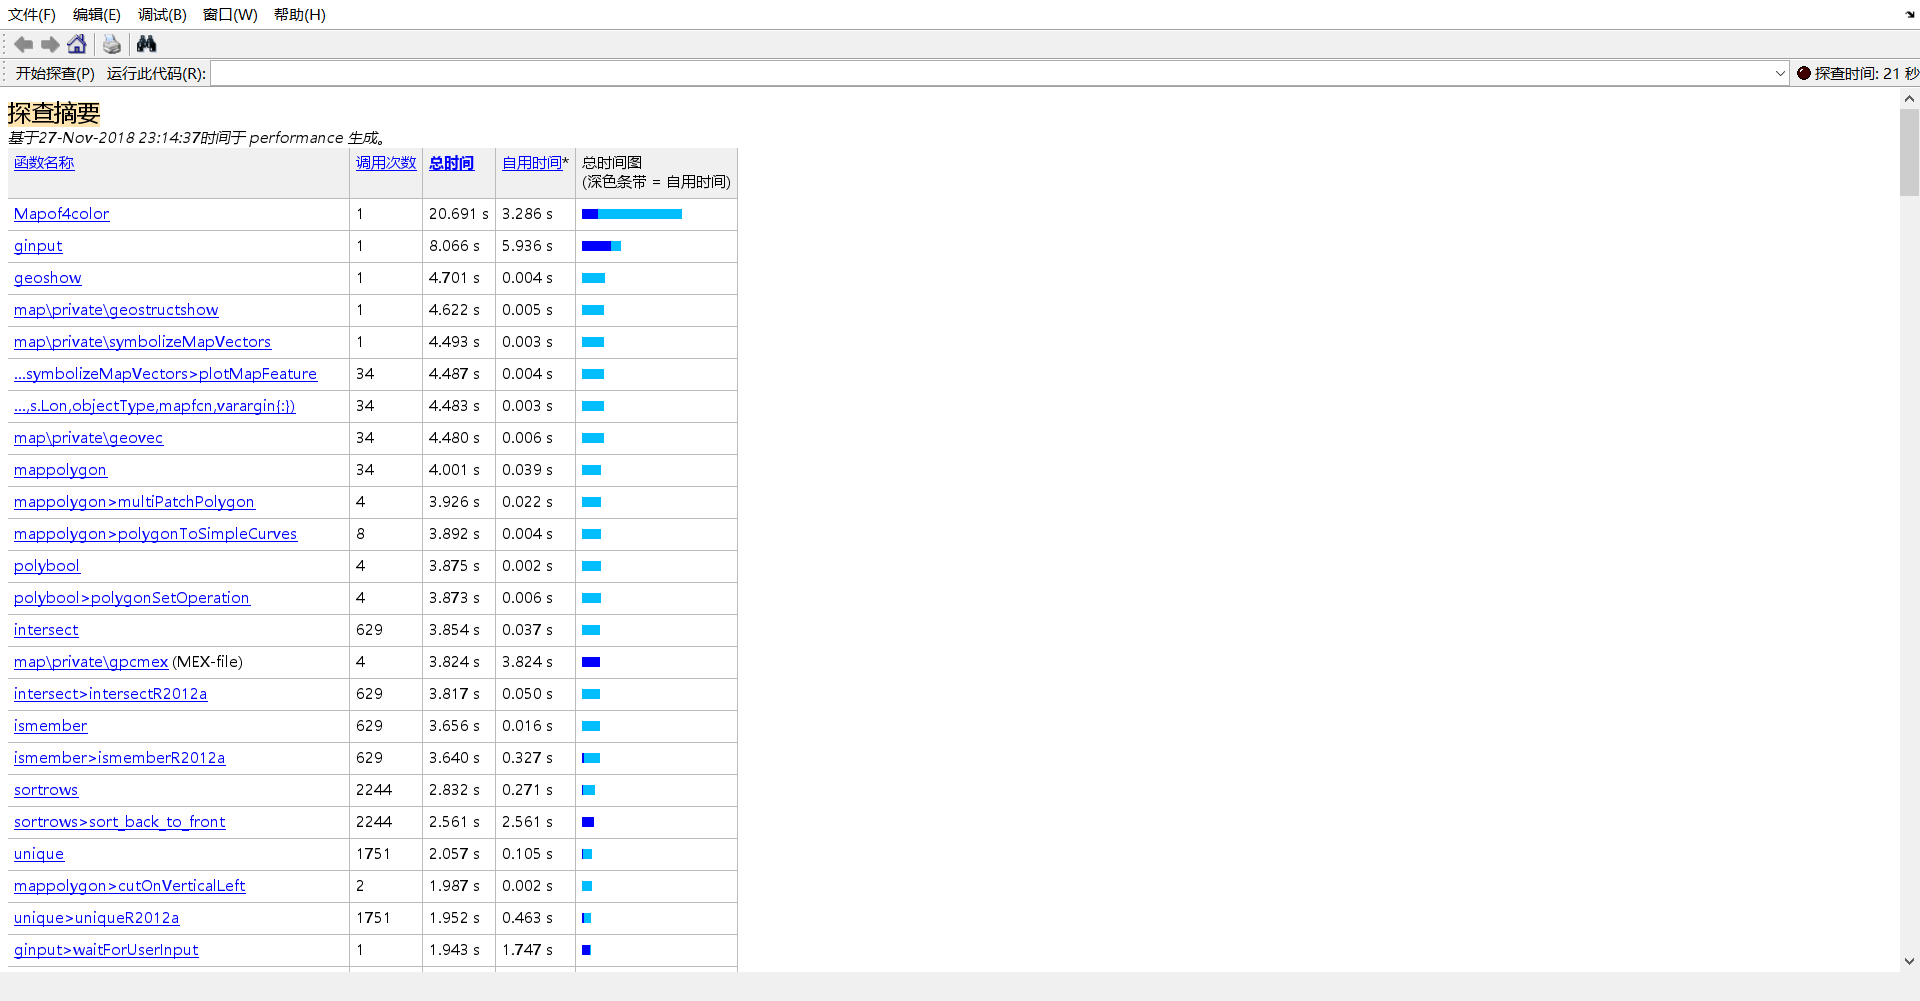 文件(F) 编辑(E) 调试(B) 窗口(W) 帮助(H)
开始探查(P) 运行此代码(R): 探查时间: 21 秒
探查摘要
基于27-Nov-2018 23:14:37时间于 performance 生成。
函数名称 调用次数 总时间 自用时间* 总时间图
(深色条带 = 自用时间)
Mapof4color 1 20.691 s 3.286 s
ginput 1 8.066 s 5.936 s
geoshow 1 4.701 s 0.004 s
map\private\geostructshow 1 4.622 s 0.005 s
map\private\symbolizeMapVectors 1 4.493 s 0.003 s
...symbolizeMapVectors>plotMapFeature 34 4.487 s 0.004 s
...,s.Lon,objectType,mapfcn,varargin{:}) 34 4.483 s 0.003 s
map\private\geovec 34 4.480 s 0.006 s
mappolygon 34 4.001 s 0.039 s
mappolygon>multiPatchPolygon 4 3.926 s 0.022 s
mappolygon>polygonToSimpleCurves 8 3.892 s 0.004 s
polybool 4 3.875 s 0.002 s
polybool>polygonSetOperation 4 3.873 s 0.006 s
intersect 629 3.854 s 0.037 s
map\private\gpcmex (MEX-file) 4 3.824 s 3.824 s
intersect>intersectR2012a 629 3.817 s 0.050 s
ismember 629 3.656 s 0.016 s
ismember>ismemberR2012a 629 3.640 s 0.327 s
sortrows 2244 2.832 s 0.271 s
sortrows>sort_back_to_front 2244 2.561 s 2.561 s
unique 1751 2.057 s 0.105 s
mappolygon>cutOnVerticalLeft 2 1.987 s 0.002 s
unique>uniqueR2012a 1751 1.952 s 0.463 s
ginput>waitForUserInput 1 1.943 s 1.747 s